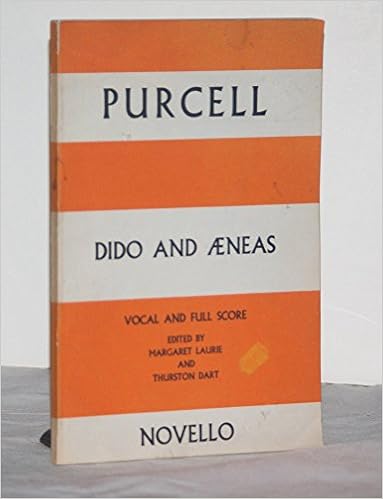 PURCELL
DIDO AND ÆNEAS
VOCAL AND FULL SCORE
EDITED BY
MARGARET LAURIE
AND
THURSTON DART
NOVELLO